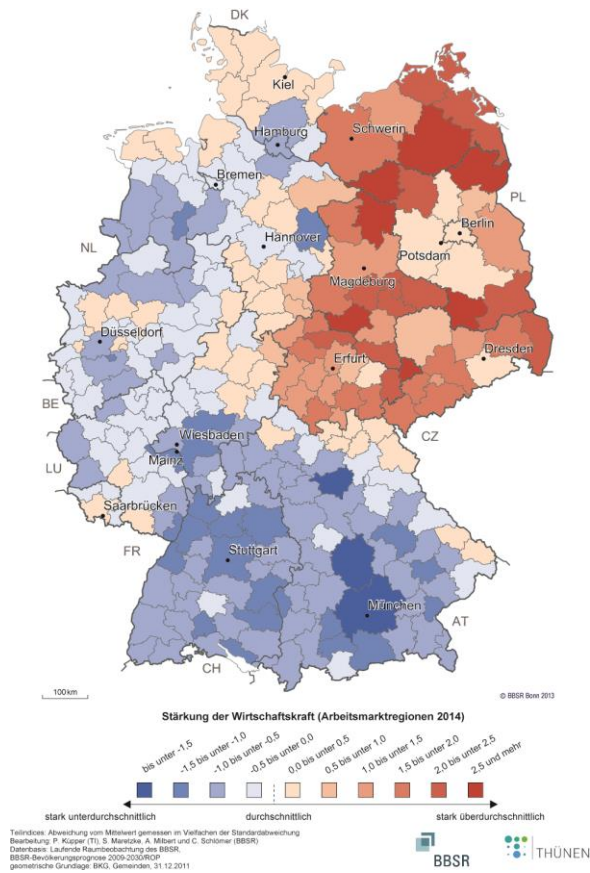 DK
Kiel
Hamburg
Schwerin
Bremen
PL
Berlin
NL
Hannover
Potsdam
Magdeburg
Düsseldorf
Erfurt
Dresden
BE
CZ
Wiesbaden
LU
Mainz
Saarbrücken
FR
Stuttgart
München
AT
CH
100 km
© BBSR Bonn 2013
Stärkung der Wirtschaftskraft (Arbeitsmarktregionen 2014)
bis unter -1,5
-1,5 bis unter -1,0
-1,0 bis unter -0,5
-0,5 bis unter 0,0
0,0 bis unter 0,5
0,5 bis unter 1,0
1,0 bis unter 1,5
1,5 bis unter 2,0
2,0 bis unter 2,5
2,5 und mehr
stark unterdurchschnittlich durchschnittlich stark überdurchschnittlich
Teilindices: Abweichung vom Mittelwert gemessen im Vielfachen der Standardabweichung
Bearbeitung: P. Küpper (TI), S. Maretzke, A. Milbert und C. Schlömer (BBSR)
Datenbasis: Laufende Raumbeobachtung des BBSR,
BBSR-Bevölkerungsprognose 2009-2030/ROP
geometrische Grundlage: BKG, Gemeinden, 31.12.2011
BBSR
THÜNEN